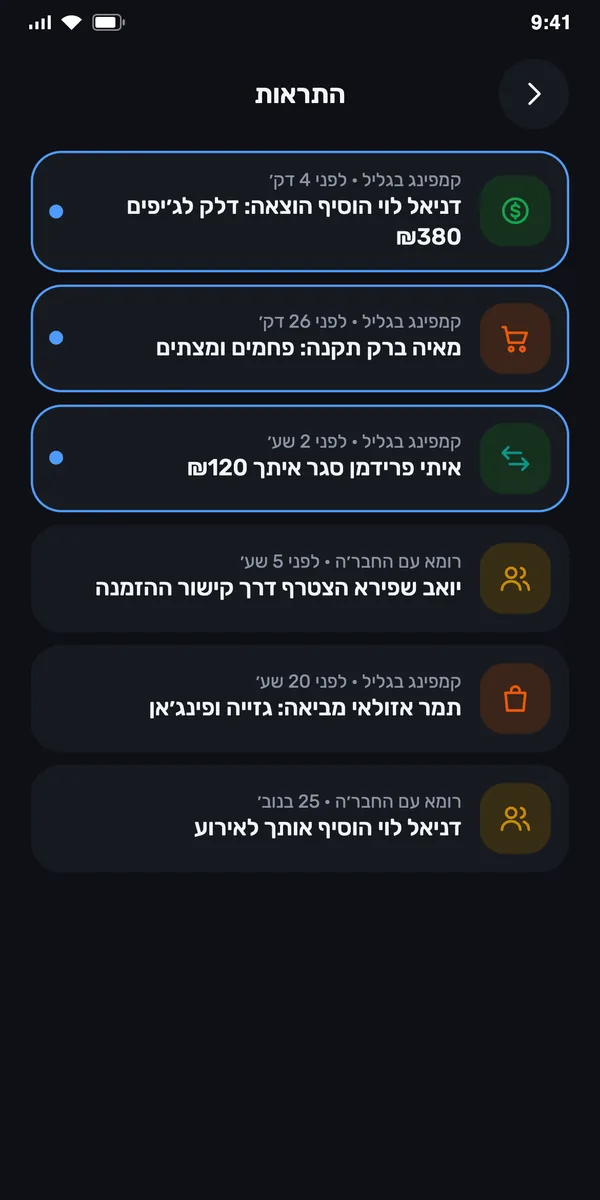 9:41
התראות
קמפינג בגליל • לפני 4 דק׳
דניאל לוי הוסיף הוצאה: דלק לג׳יפים
₪380
קמפינג בגליל • לפני 26 דק׳
מאיה ברק תקנה: פחמים ומצתים
קמפינג בגליל • לפני 2 שע׳
איתי פרידמן סגר איתך ₪120
רומא עם החבר׳ה • לפני 5 שע׳
יואב שפירא הצטרף דרך קישור ההזמנה
קמפינג בגליל • לפני 20 שע׳
תמר אזולאי מביאה: גזייה ופינג׳אן
רומא עם החבר׳ה • 25 בנוב׳
דניאל לוי הוסיף אותך לאירוע